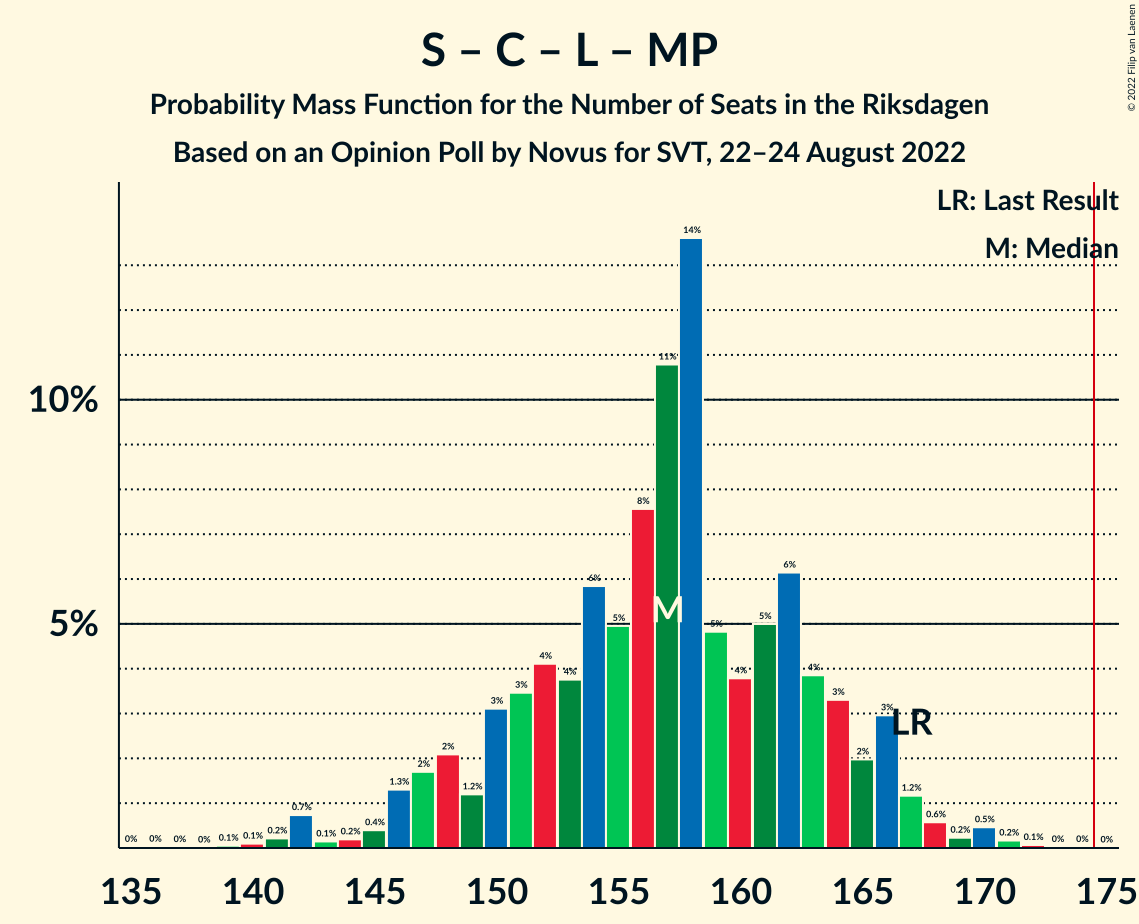 S – C – L – MP
Probability Mass Function for the Number of Seats in the Riksdagen
Based on an Opinion Poll by Novus for SVT, 22–24 August 2022
© 2022 Filip van Laenen
LR: Last Result
M: Median
10%
5%
0% 0% 0% 0% 0.1% 0.1% 0.2% 0.7% 0.1% 0.2% 0.4% 1.3% 2% 2% 1.2% 3% 3% 4% 4% 6% 5% 8% 11% 14% 5% 4% 5% 6% 4% 3% 2% 3% 1.2% 0.6% 0.2% 0.5% 0.2% 0.1% 0% 0% 0%
M
LR
135 140 145 150 155 160 165 170 175